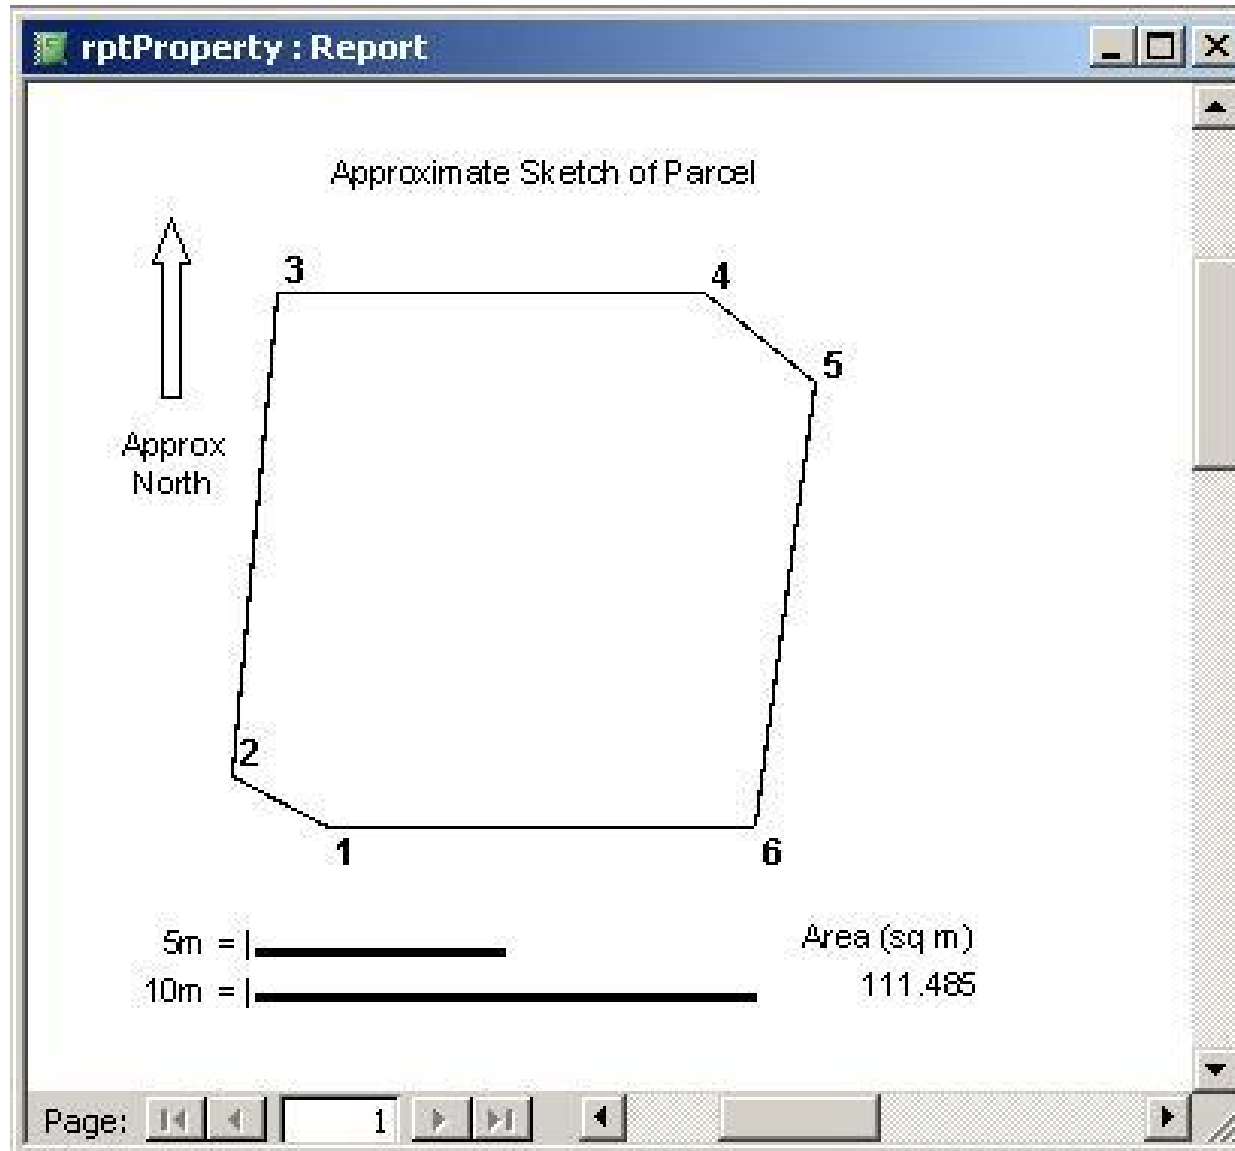 rptProperty : Report
Approximate Sketch of Parcel
3
4
5
Approx
North
2
1
6
5m =
Area (sq m)
10m =
111.485
Page:
1